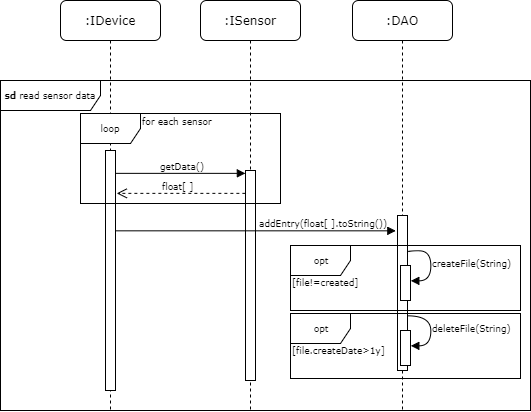 :IDevice
:ISensor
:DAO
sd read sensor data
loop
for each sensor
getData()
float[ ]
addEntry(float[ ].toString())
opt
createFile(String)
[file!=created]
opt
deleteFile(String)
[file.createDate>1y]